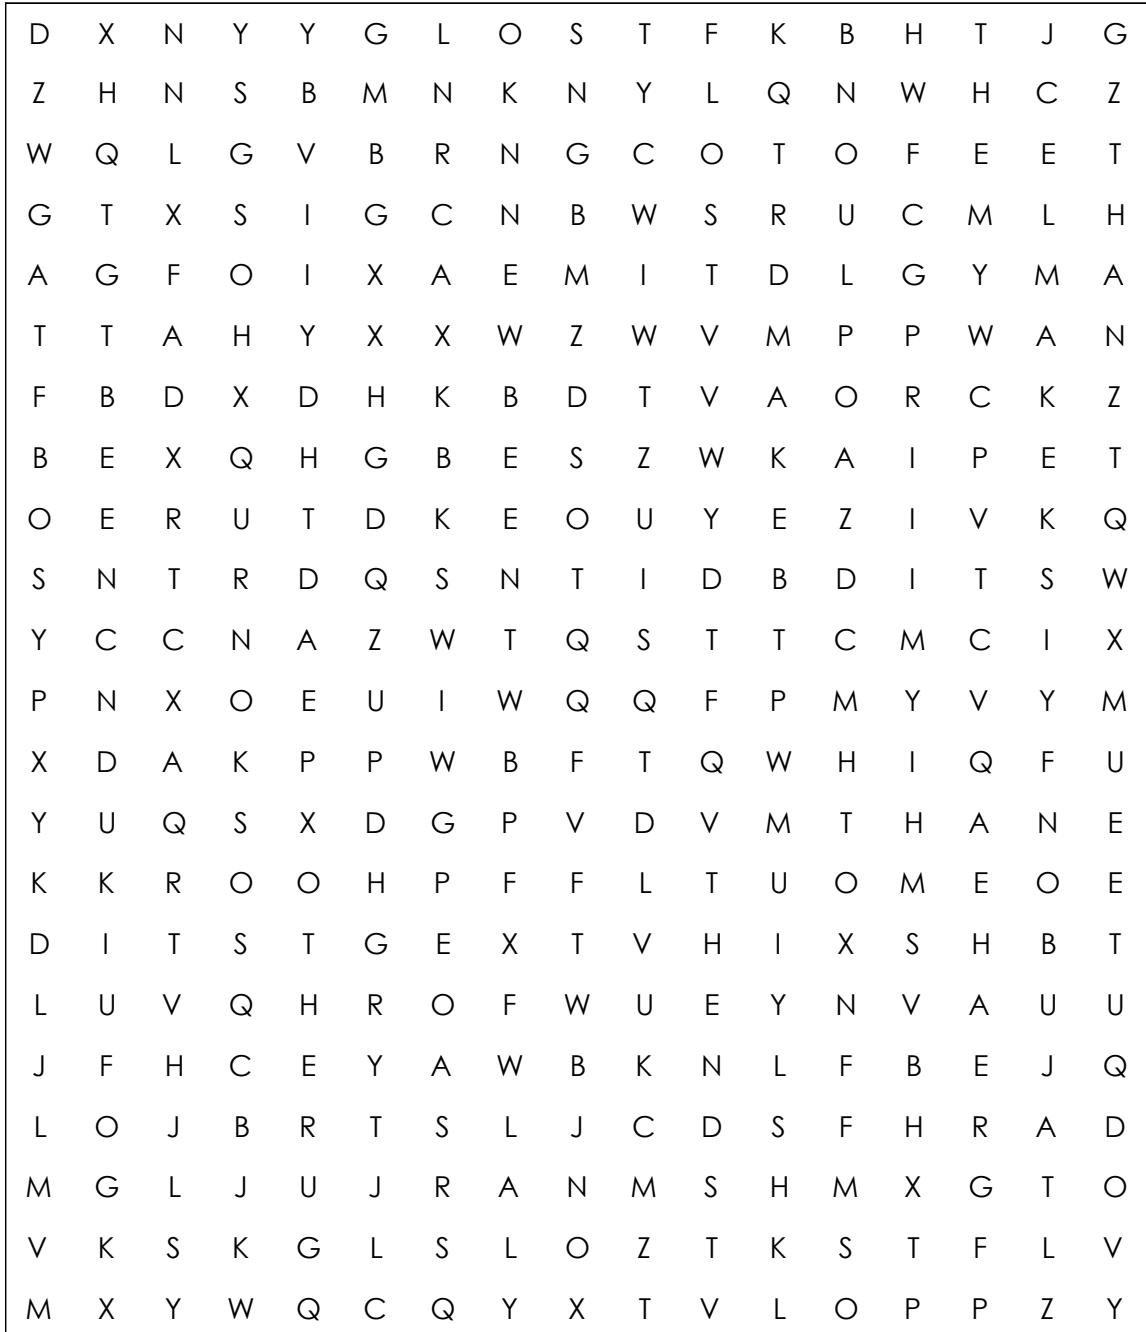 D X N Y Y G L O S T F K B H T J G
Z H N S B M N K N Y L Q N W H C Z
W Q L G V B R N G C O T O F E E T
G T X S I G C N B W S R U C M L H
A G F O I X A E M I T D L G Y M A
T T A H Y X X W Z W V M P P W A N
F B D X D H K B D T V A O R C K Z
B E X Q H G B E S Z W K A I P E T
O E R U T D K E O U Y E Z I V K Q
S N T R D Q S N T I D B D I T S W
Y C C N A Z W T Q S T T C M C I X
P N X O E U I W Q Q F P M Y V Y M
X D A K P P W B F T Q W H I Q F U
Y U Q S X D G P V D V M T H A N E
K K R O O H P F F L T U O M E O E
D I T S T G E X T V H I X S H B T
L U V Q H R O F W U E Y N V A U U
J F H C E Y A W B K N L F B E J Q
L O J B R T S L J C D S F H R A D
M G L J U J R A N M S H M X G T O
V K S K G L S L O Z T K S T F L V
M X Y W Q C Q Y X T V L O P P Z Y